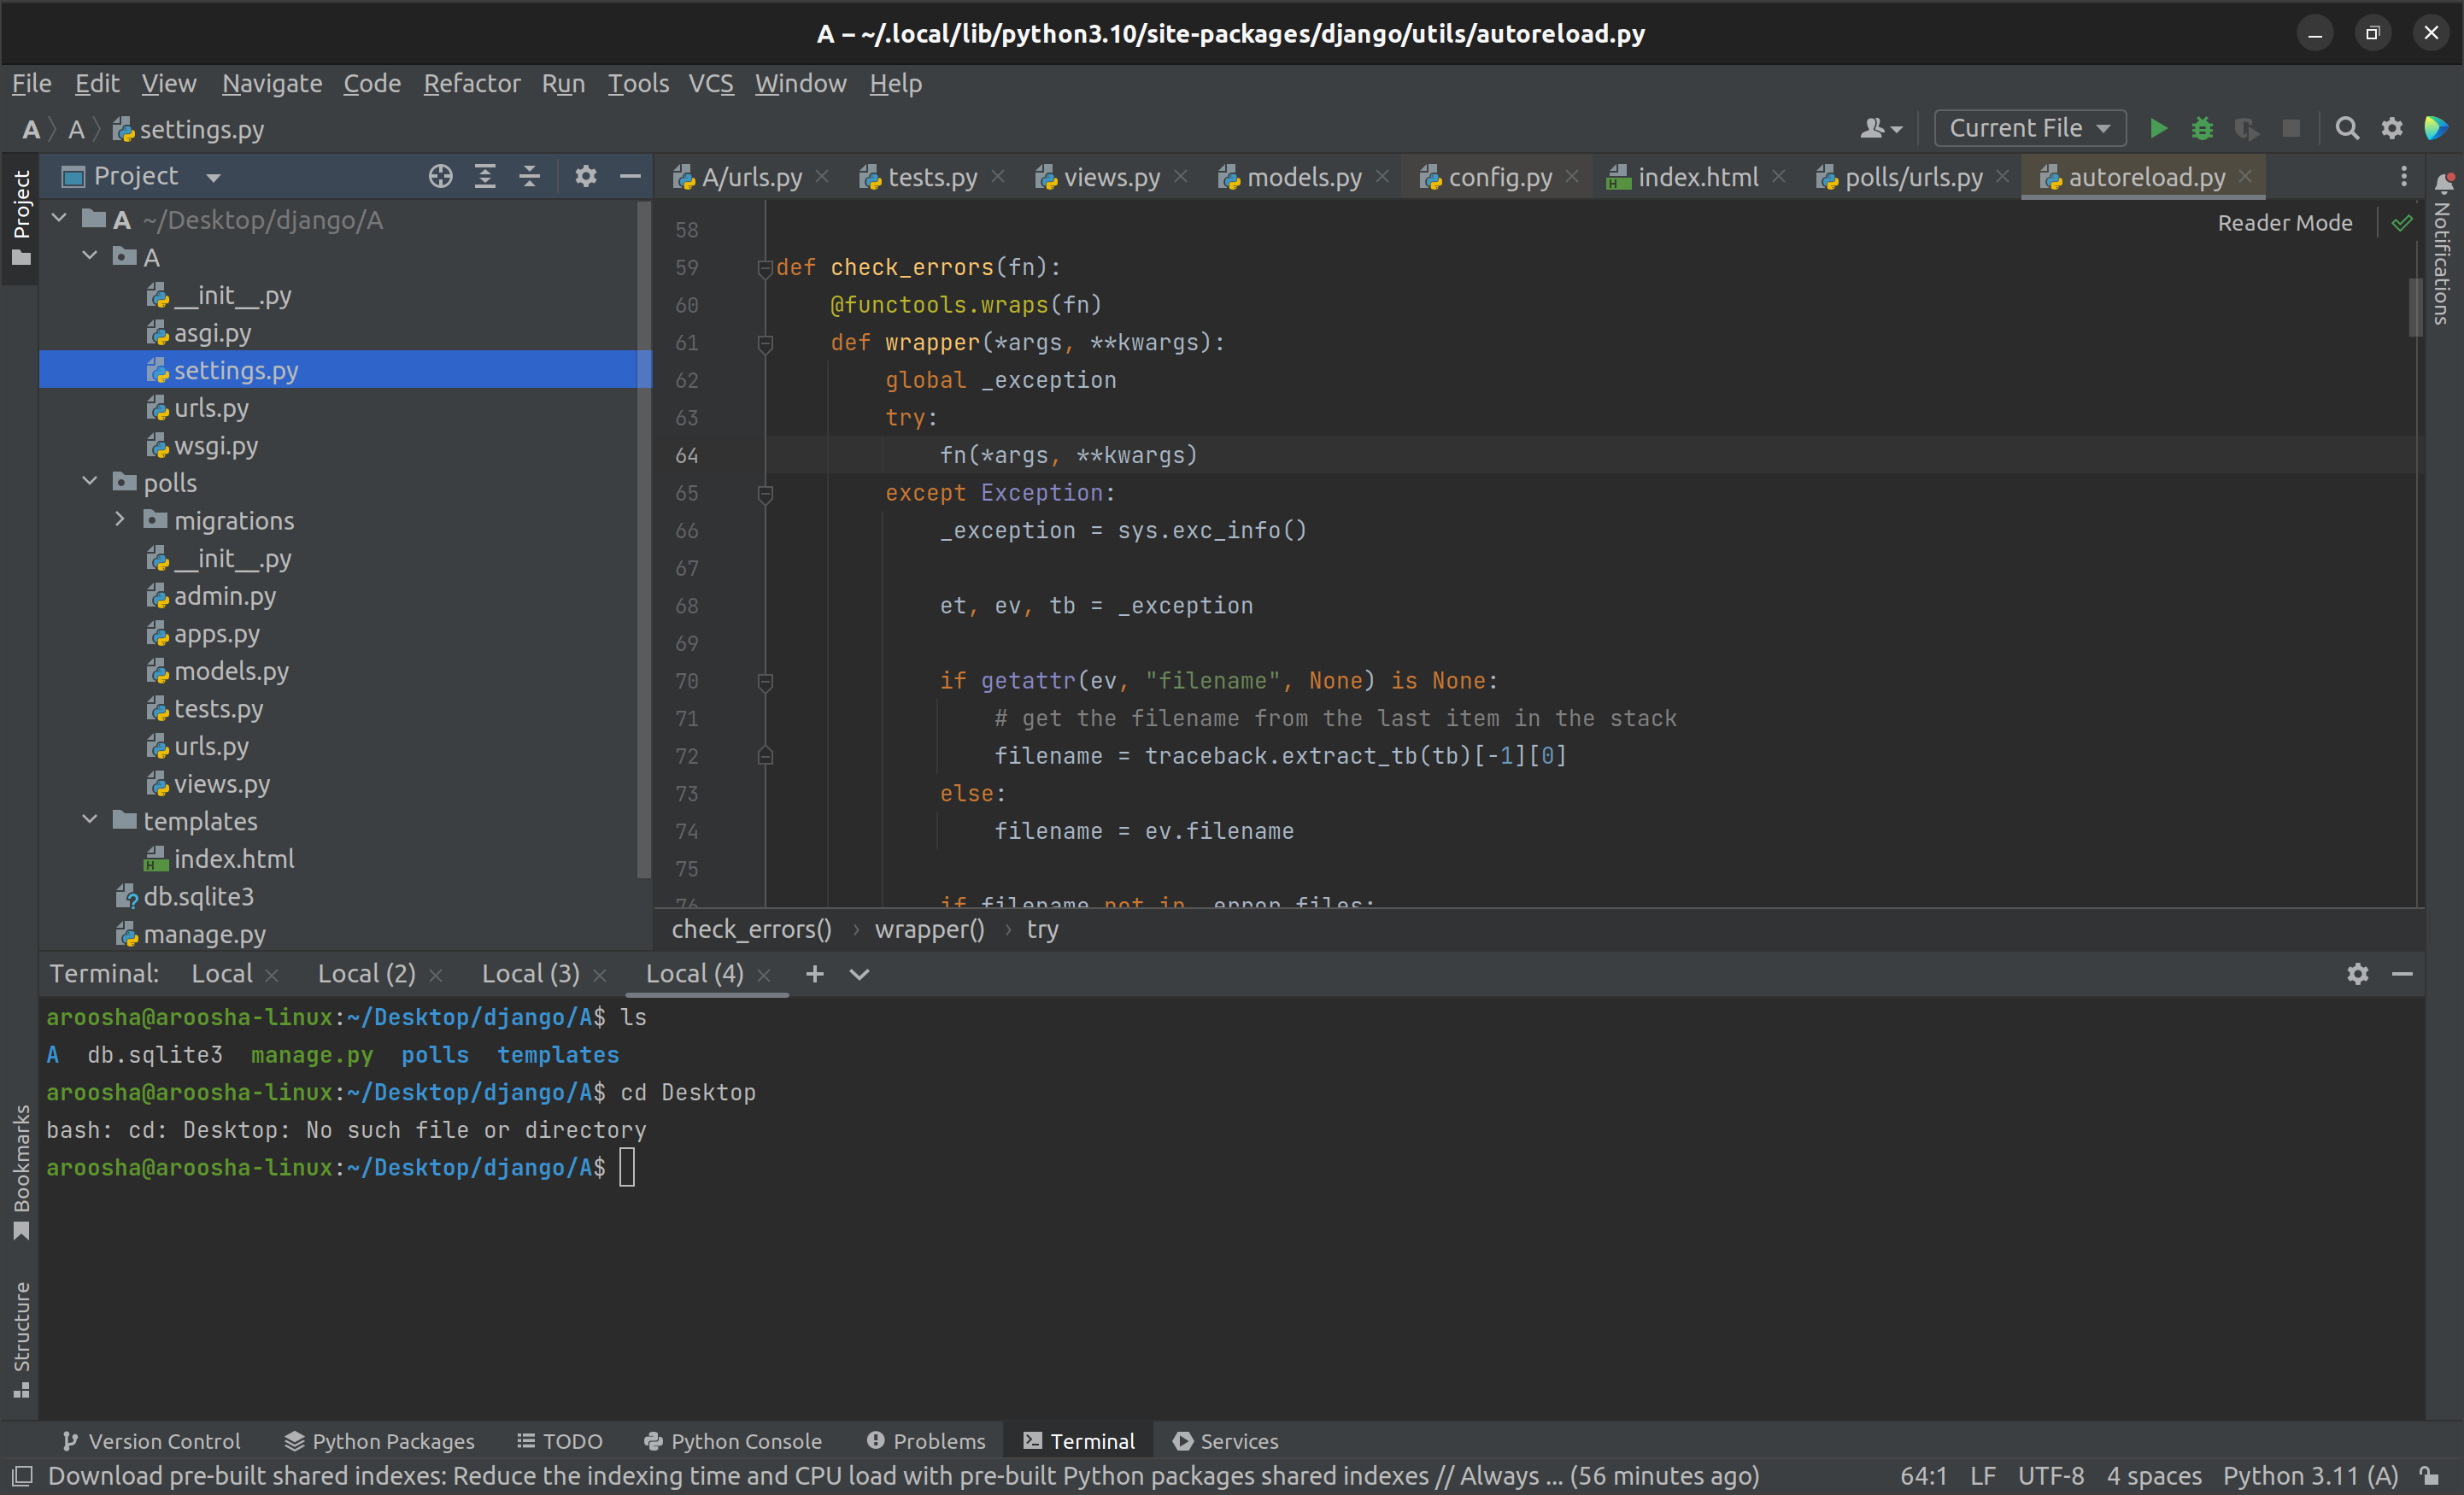 A – ~/.local/lib/python3.10/site-packages/django/utils/autoreload.py
File Edit View Navigate Code Refactor Run Tools VCS Window Help
A A settings.py
Current File
Project
Project
A ~/Desktop/django/A
A
__init__.py
asgi.py
settings.py
urls.py
wsgi.py
polls
migrations
__init__.py
admin.py
apps.py
models.py
tests.py
urls.py
views.py
templates
index.html
db.sqlite3
manage.py
A/urls.py tests.py views.py models.py config.py index.html polls/urls.py autoreload.py
Reader Mode
Notifications
58
59 def check_errors(fn):
60 @functools.wraps(fn)
61 def wrapper(*args, **kwargs):
62 global _exception
63 try:
64 fn(*args, **kwargs)
65 except Exception:
66 _exception = sys.exc_info()
67
68 et, ev, tb = _exception
69
70 if getattr(ev, "filename", None) is None:
71 # get the filename from the last item in the stack
72 filename = traceback.extract_tb(tb)[-1][0]
73 else:
74 filename = ev.filename
75
76 if filename not in _error_files:
check_errors() › wrapper() › try
Terminal: Local Local (2) Local (3) Local (4)
aroosha@aroosha-linux:~/Desktop/django/A$ ls
A db.sqlite3 manage.py polls templates
aroosha@aroosha-linux:~/Desktop/django/A$ cd Desktop
bash: cd: Desktop: No such file or directory
aroosha@aroosha-linux:~/Desktop/django/A$
Bookmarks
Structure
Version Control Python Packages TODO Python Console Problems Terminal Services
Download pre-built shared indexes: Reduce the indexing time and CPU load with pre-built Python packages shared indexes // Always ... (56 minutes ago) 64:1 LF UTF-8 4 spaces Python 3.11 (A)